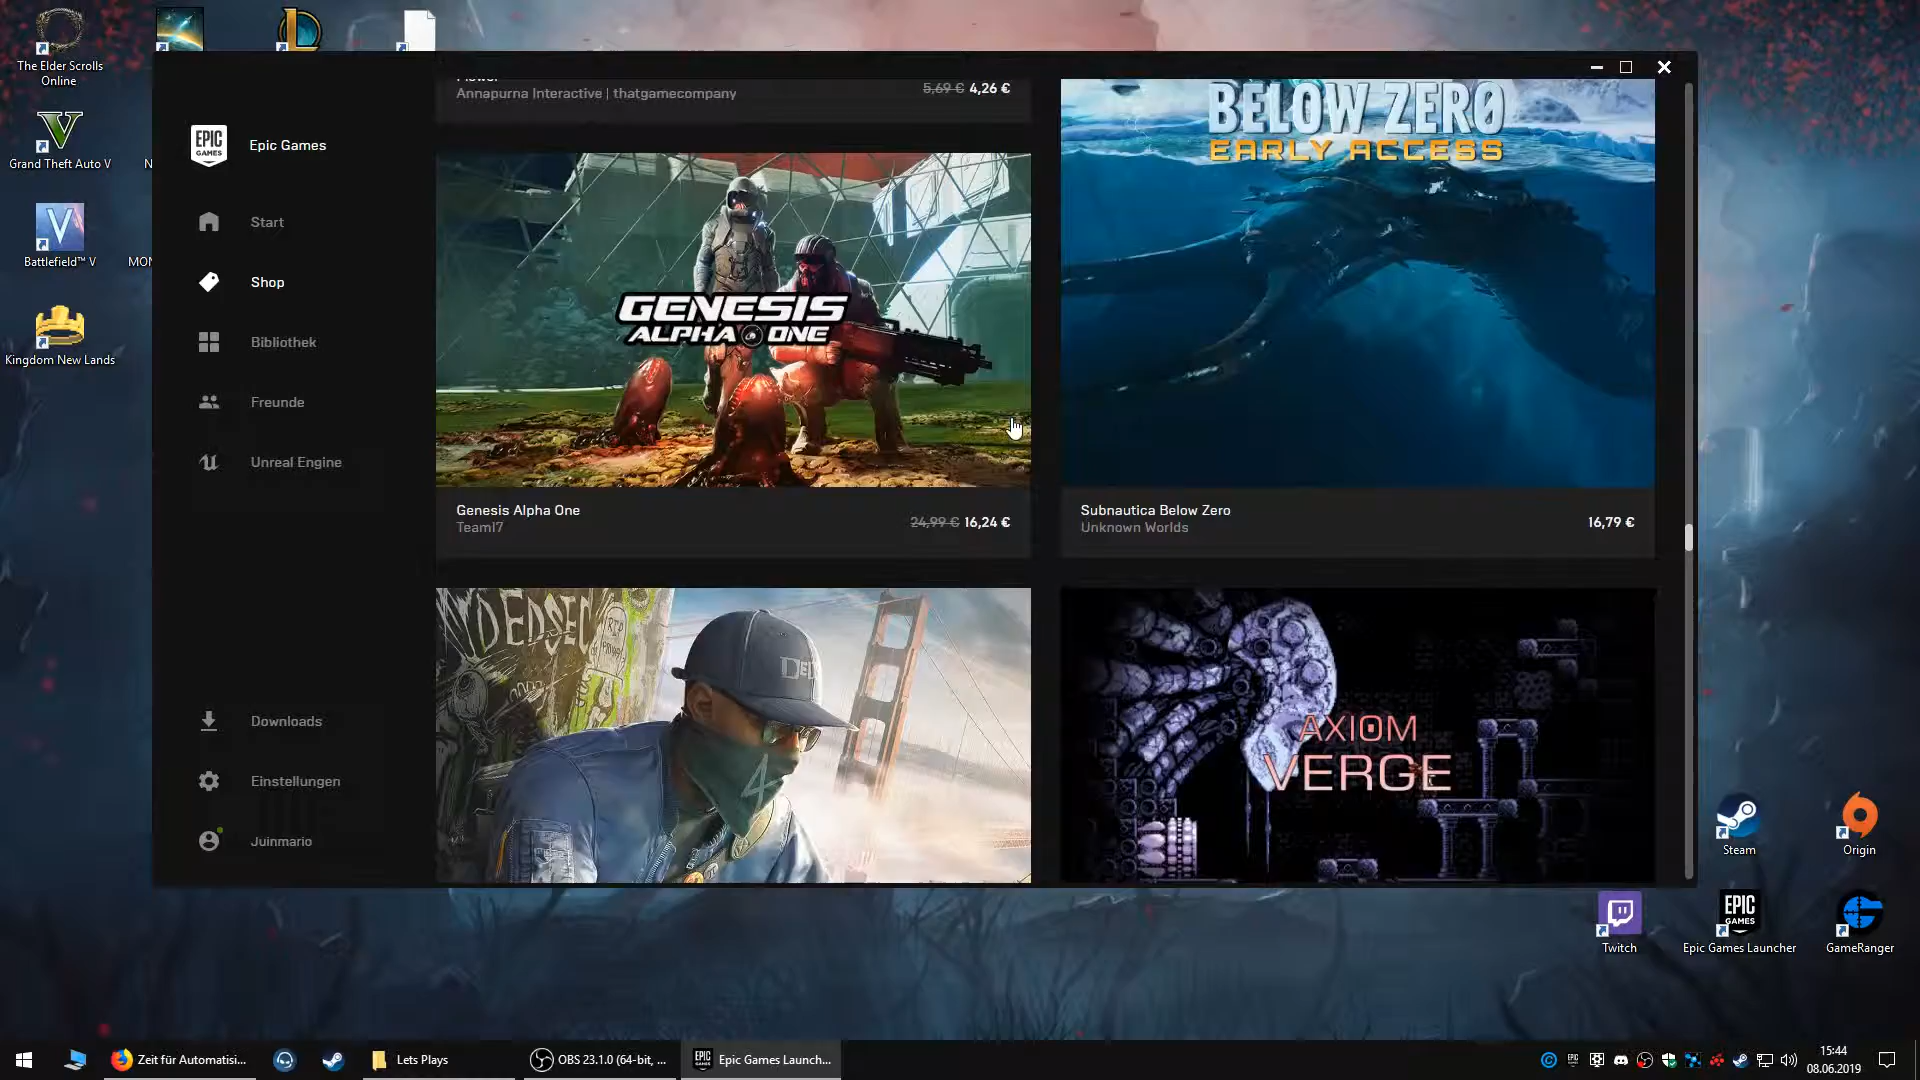 The Elder Scrolls
Online
Grand Theft Auto V
Battlefield™ V
Kingdom New Lands
EPIC
GAMES
Epic Games
Start
Shop
Bibliothek
Freunde
Unreal Engine
Downloads
Einstellungen
Juinmario
Annapurna Interactive | thatgamecompany
5,69 € 4,26 €
GENESIS
ALPHA ONE
Genesis Alpha One
Team17
24,99 € 16,24 €
BELOW ZERO
EARLY ACCESS
Subnautica Below Zero
Unknown Worlds
16,79 €
DEDSEC
RIP
DED
AXIOM
VERGE
Steam
Origin
Twitch
EPIC
GAMES
Epic Games Launcher
GameRanger
Zeit für Automatisi...
Lets Plays
OBS 23.1.0 (64-bit, ...
Epic Games Launch...
15:44
08.06.2019